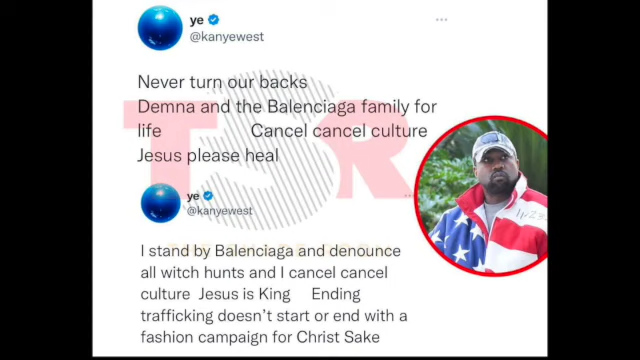 ye
@kanyewest
Never turn our backs
Demna and the Balenciaga family for
life Cancel cancel culture
Jesus please heal
TSR
ye
@kanyewest
I stand by Balenciaga and denounce
all witch hunts and I cancel cancel
culture Jesus is King Ending
trafficking doesn't start or end with a
fashion campaign for Christ Sake